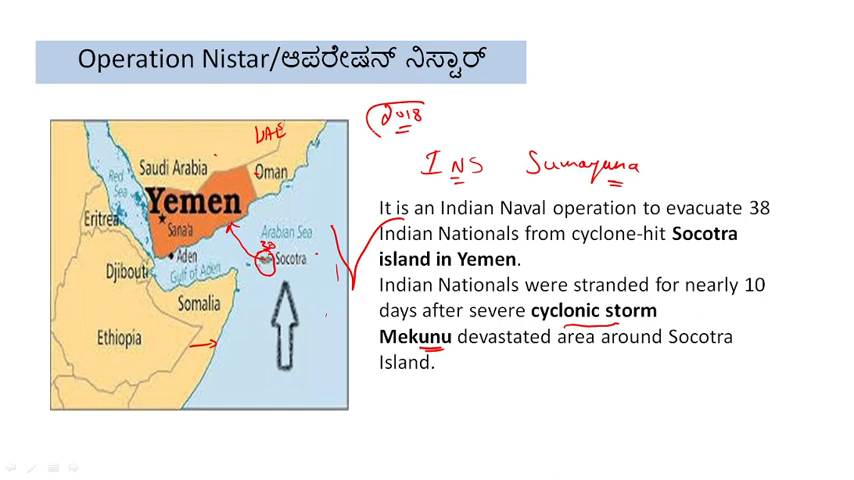 Operation Nistar/ಆಪರೇಷನ್ ನಿಸ್ಟಾರ್
2018
INS Sumayuna
UAE
Saudi Arabia
Oman
Red
Sea
Yemen
Sana'a
Eritrea
Arabian Sea
38
Aden
Socotra
Djibouti
Gulf of Aden
Somalia
Ethiopia
It is an Indian Naval operation to evacuate 38
Indian Nationals from cyclone-hit Socotra
island in Yemen.
Indian Nationals were stranded for nearly 10
days after severe cyclonic storm
Mekunu devastated area around Socotra
Island.